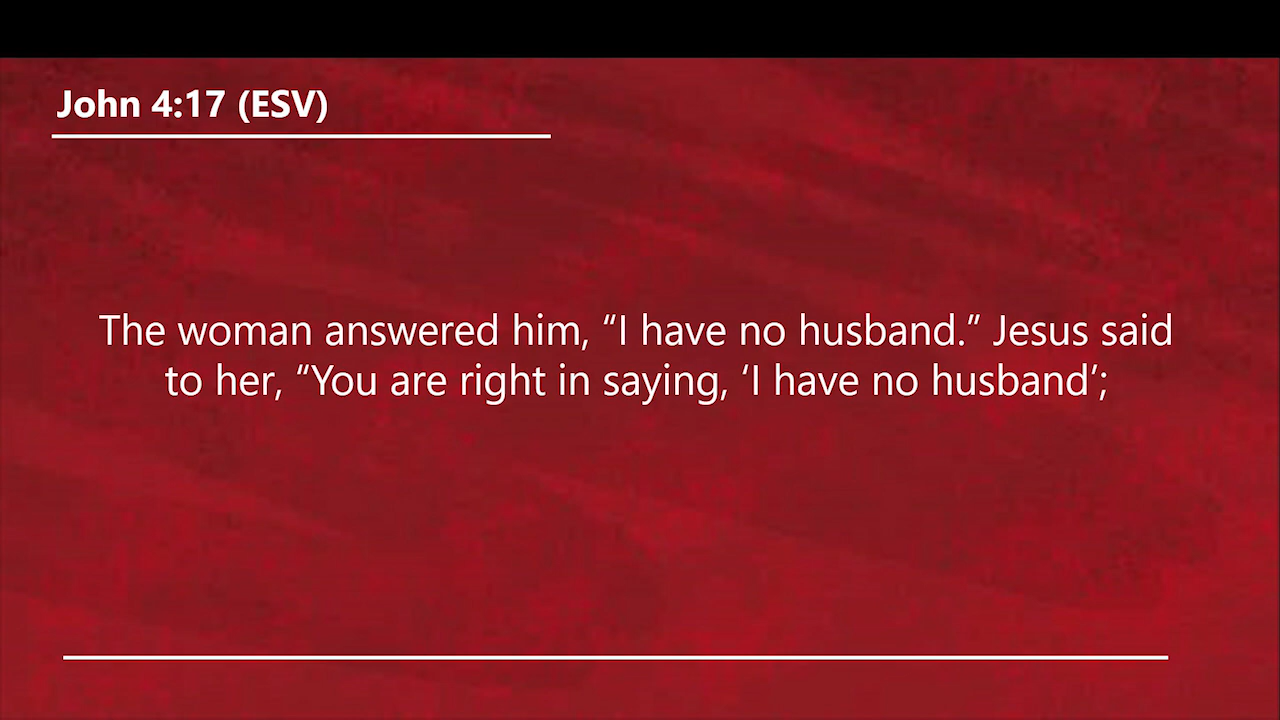 John 4:17 (ESV)
The woman answered him, “I have no husband.” Jesus said
to her, “You are right in saying, ‘I have no husband’;